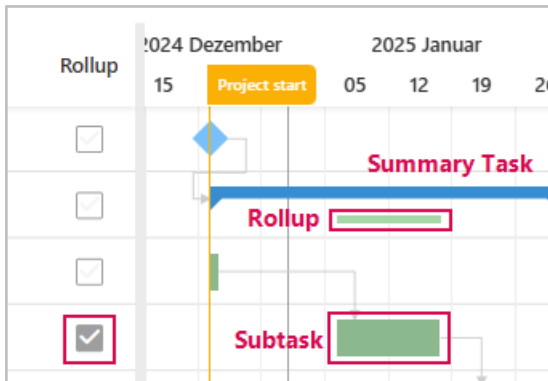 2024 Dezember 2025 Januar
Rollup
15 Project start 05 12 19
Summary Task
Rollup
Subtask